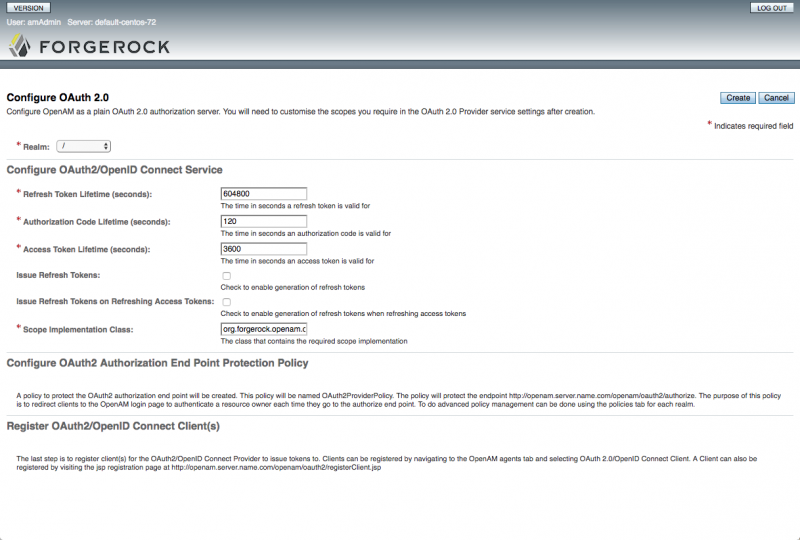 VERSION
LOG OUT
User: amAdmin Server: default-centos-72
FORGEROCK
Configure OAuth 2.0
Create Cancel
Configure OpenAM as a plain OAuth 2.0 authorization server. You will need to customise the scopes you require in the OAuth 2.0 Provider service settings after creation.
* Indicates required field
* Realm: /
Configure OAuth2/OpenID Connect Service
* Refresh Token Lifetime (seconds): 604800
The time in seconds a refresh token is valid for
* Authorization Code Lifetime (seconds): 120
The time in seconds an authorization code is valid for
* Access Token Lifetime (seconds): 3600
The time in seconds an access token is valid for
Issue Refresh Tokens:
Check to enable generation of refresh tokens
Issue Refresh Tokens on Refreshing Access Tokens:
Check to enable generation of refresh tokens when refreshing access tokens
* Scope Implementation Class: org.forgerock.openam.c
The class that contains the required scope implementation
Configure OAuth2 Authorization End Point Protection Policy
A policy to protect the OAuth2 authorization end point will be created. This policy will be named OAuth2ProviderPolicy. The policy will protect the endpoint http://openam.server.name.com/openam/oauth2/authorize. The purpose of this policy
is to redirect clients to the OpenAM login page to authenticate a resource owner each time they go to the authorize end point. To do advanced policy management can be done using the policies tab for each realm.
Register OAuth2/OpenID Connect Client(s)
The last step is to register client(s) for the OAuth2/OpenID Connect Provider to issue tokens to. Clients can be registered by navigating to the OpenAM agents tab and selecting OAuth 2.0/OpenID Connect Client. A Client can also be
registered by visiting the jsp registration page at http://openam.server.name.com/openam/oauth2/registerClient.jsp